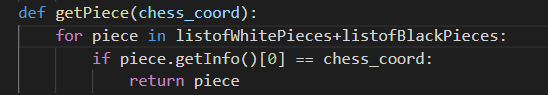 def getPiece(chess_coord):
    for piece in listofWhitePieces+listofBlackPieces:
        if piece.getInfo()[0] == chess_coord:
            return piece